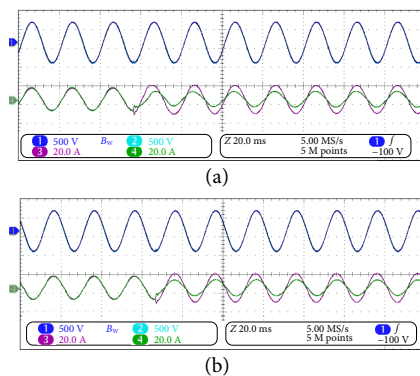 1
4
1 500 V BW 2 500 V
3 20.0 A 4 20.0 A
Z 20.0 ms 5.00 MS/s 1 f
5 M points −100 V
(a)
1
4
1 500 V BW 2 500 V
3 20.0 A 4 20.0 A
Z 20.0 ms 5.00 MS/s 1 f
5 M points −100 V
(b)